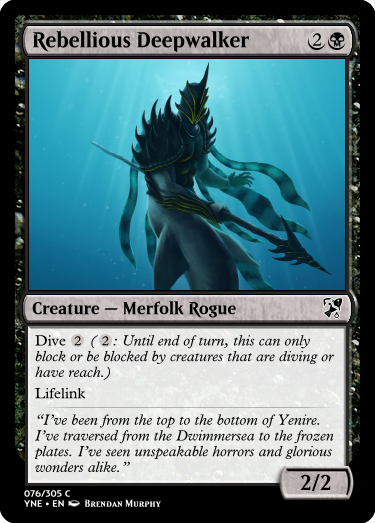 Rebellious Deepwalker 2
Creature — Merfolk Rogue
Dive 2 (2: Until end of turn, this can only
block or be blocked by creatures that are diving or
have reach.)
Lifelink
“I’ve been from the top to the bottom of Yenire.
I’ve traversed from the Dwimmersea to the frozen
plates. I’ve seen unspeakable horrors and glorious
wonders alike.”
2/2
076/305 C
YNE • EN Brendan Murphy